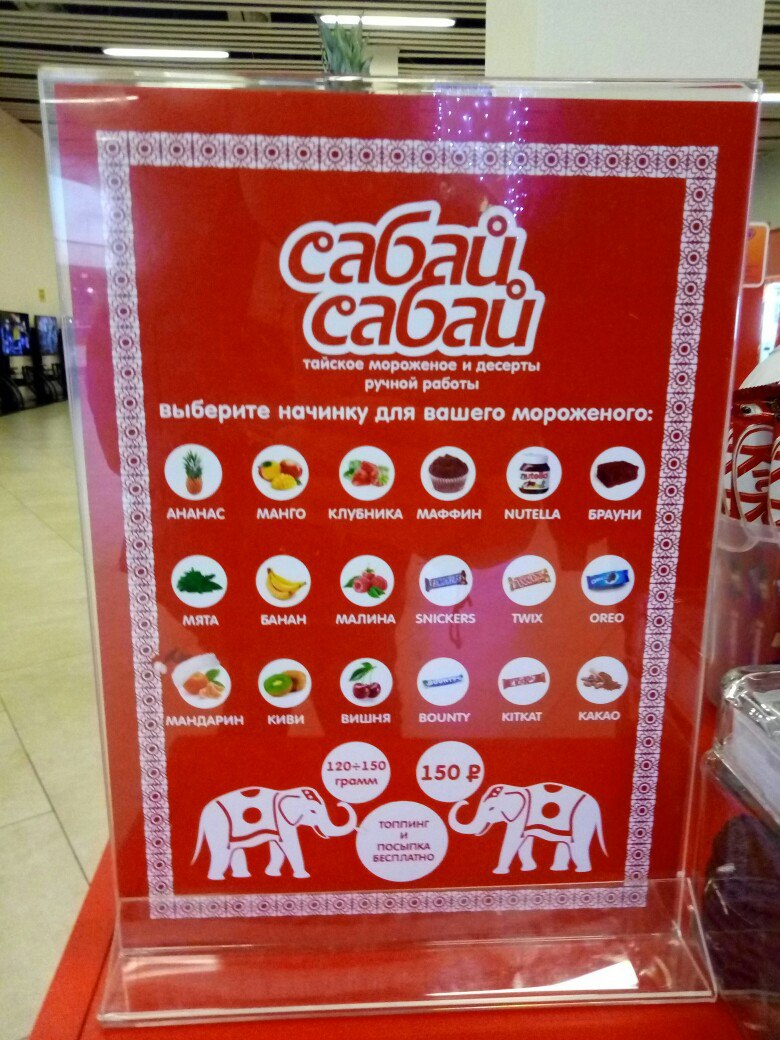 сабай
сабай
тайское мороженое и десерты
ручной работы
выберите начинку для вашего мороженого:
АНАНАС МАНГО КЛУБНИКА МАФФИН NUTELLA БРАУНИ
МЯТА БАНАН МАЛИНА SNICKERS TWIX OREO
МАНДАРИН КИВИ ВИШНЯ BOUNTY KITKAT КАКАО
120÷150
грамм
150 ₽
ТОППИНГ
И
ПОСЫПКА
БЕСПЛАТНО